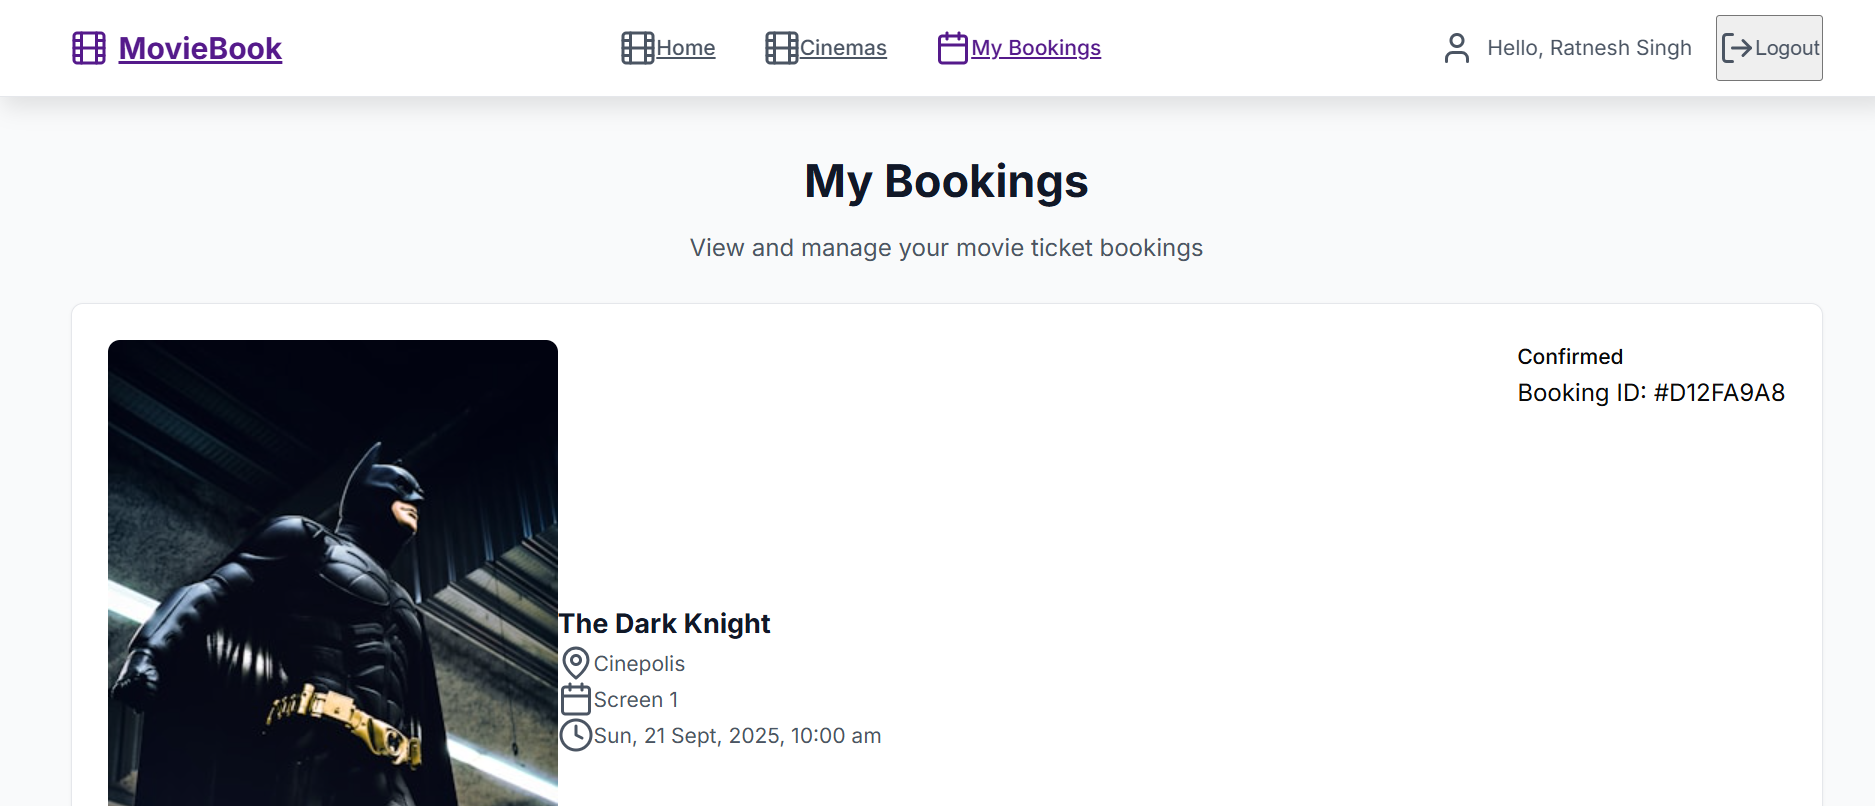 MovieBook
Home
Cinemas
My Bookings
Hello, Ratnesh Singh
Logout
My Bookings
View and manage your movie ticket bookings
Confirmed
Booking ID: #D12FA9A8
The Dark Knight
Cinepolis
Screen 1
Sun, 21 Sept, 2025, 10:00 am